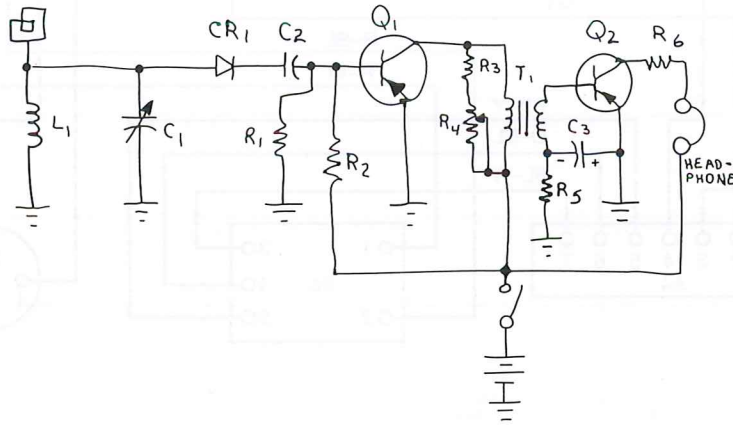 Q1
Q2
CR1
C2
R6
R3
T1
L1
C1
R1
R2
R4
C3
- +
R5
HEAD-
PHONE